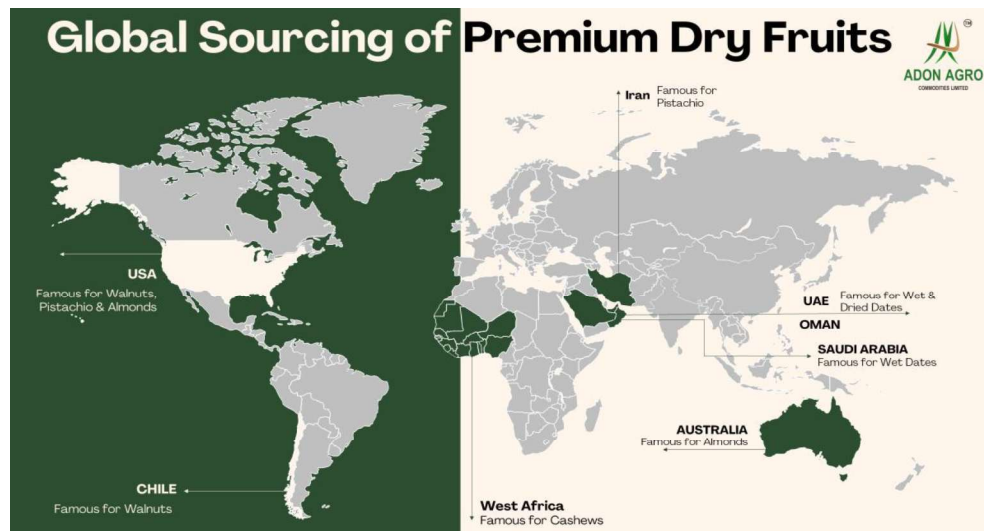 Global Sourcing of Premium Dry Fruits
TM
ADON AGRO
COMMODITIES LIMITED
Iran
Famous for
Pistachio
USA
Famous for Walnuts,
Pistachio & Almonds
UAE
Famous for Wet &
Dried Dates
OMAN
SAUDI ARABIA
Famous for Wet Dates
AUSTRALIA
Famous for Almonds
CHILE
Famous for Walnuts
West Africa
Famous for Cashews